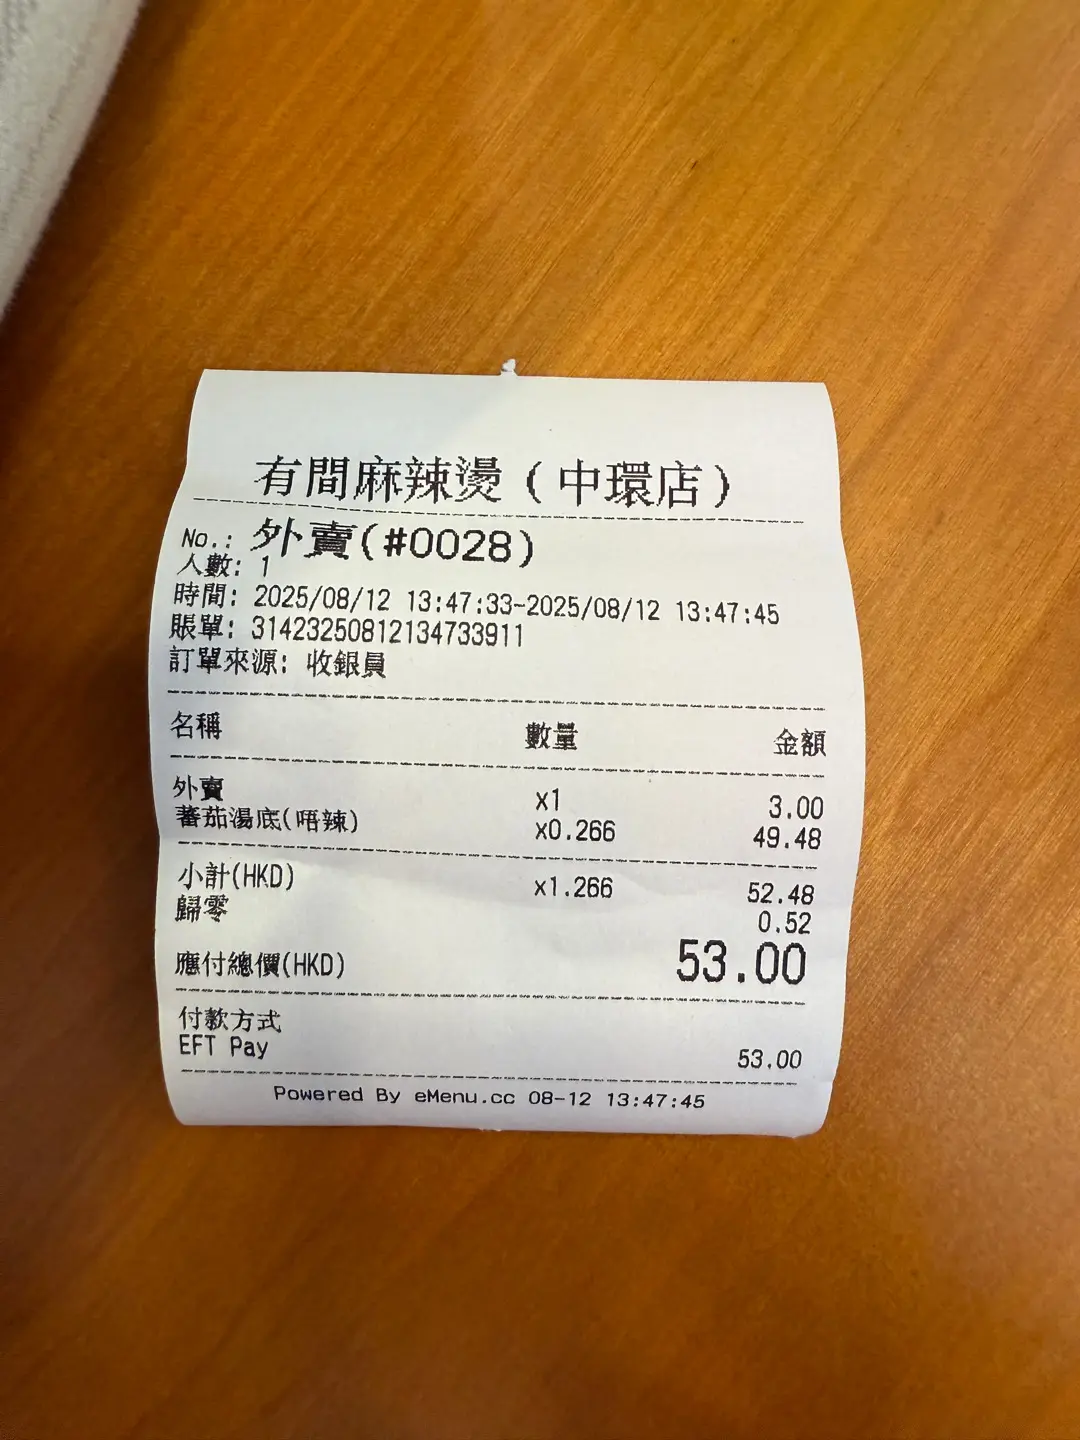 有間麻辣燙(中環店)
No.: 外賣(#0028)
人數: 1
時間: 2025/08/12 13:47:33~2025/08/12 13:47:45
賬單: 31423250812134733911
訂單來源: 收銀員
名稱 數量 金額
外賣 x1 3.00
蕃茄湯底(唔辣) x0.266 49.48
小計(HKD) x1.266 52.48
歸零 0.52
應付總價(HKD) 53.00
付款方式
EFT Pay 53.00
Powered By eMenu.cc 08-12 13:47:45